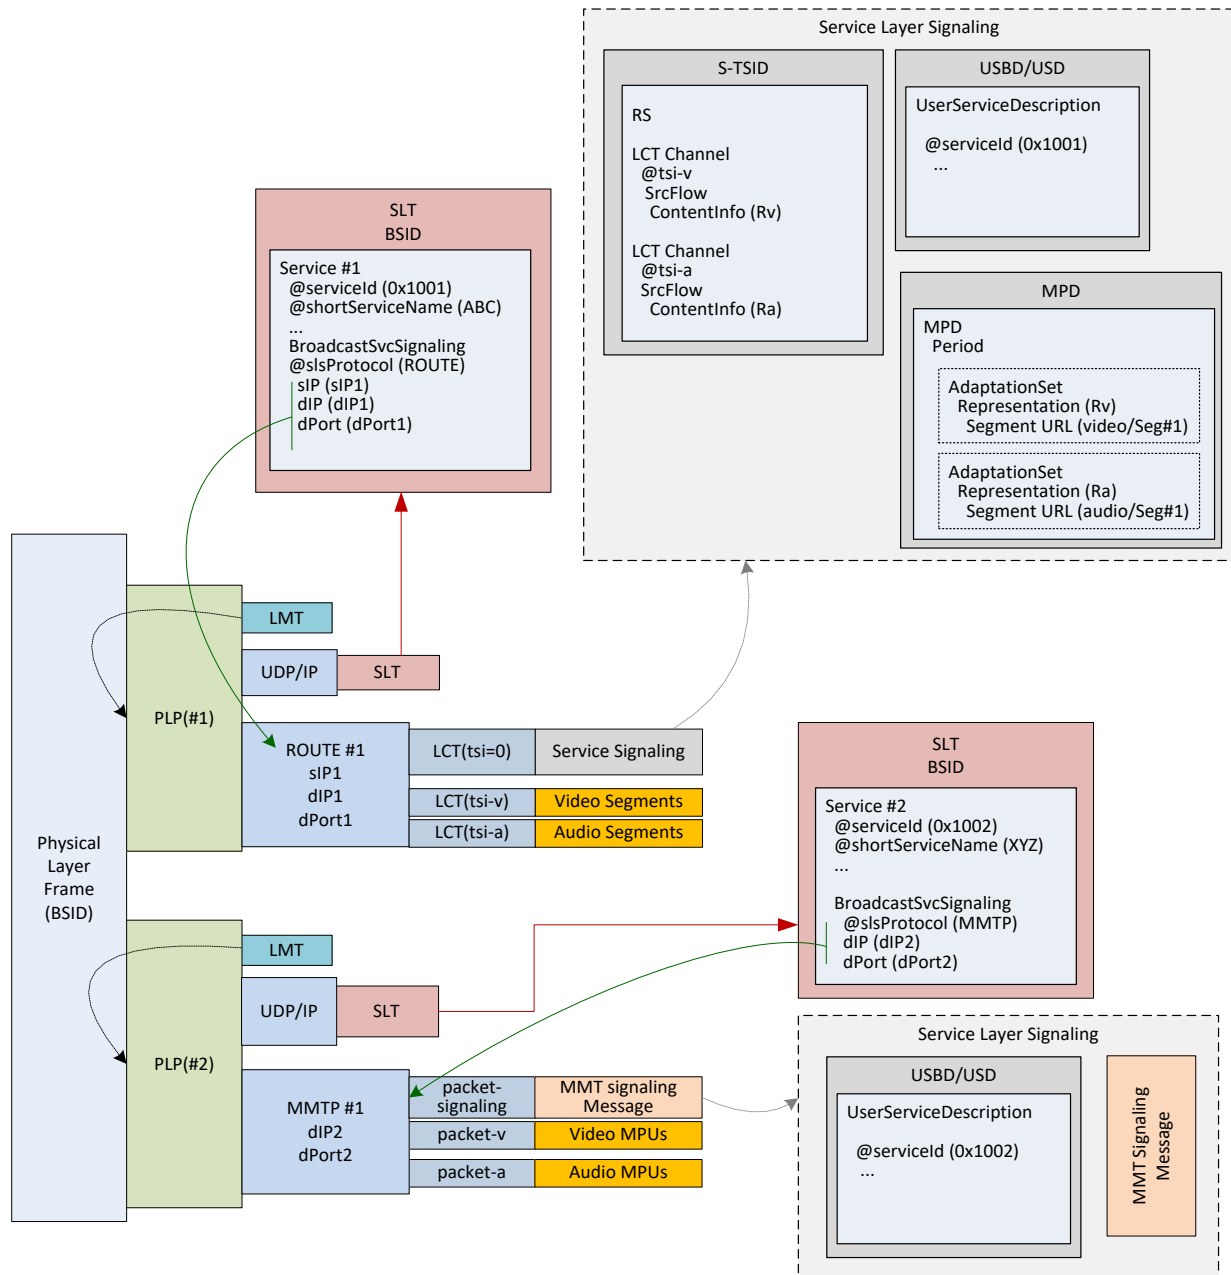 Service Layer Signaling
S-TSID
RS
LCT Channel
@tsi-v
SrcFlow
ContentInfo (Rv)
LCT Channel
@tsi-a
SrcFlow
ContentInfo (Ra)
USBD/USD
UserServiceDescription
@serviceId (0x1001)
...
MPD
MPD
Period
AdaptationSet
Representation (Rv)
Segment URL (video/Seg#1)
AdaptationSet
Representation (Ra)
Segment URL (audio/Seg#1)
SLT
BSID
Service #1
@serviceId (0x1001)
@shortServiceName (ABC)
...
BroadcastSvcSignaling
@slsProtocol (ROUTE)
sIP (sIP1)
dIP (dIP1)
dPort (dPort1)
Physical
Layer
Frame
(BSID)
PLP(#1)
LMT
UDP/IP
SLT
ROUTE #1
sIP1
dIP1
dPort1
LCT(tsi=0)
Service Signaling
LCT(tsi-v)
Video Segments
LCT(tsi-a)
Audio Segments
SLT
BSID
Service #2
@serviceId (0x1002)
@shortServiceName (XYZ)
...
BroadcastSvcSignaling
@slsProtocol (MMTP)
dIP (dIP2)
dPort (dPort2)
PLP(#2)
LMT
UDP/IP
SLT
MMTP #1
dIP2
dPort2
packet-
signaling
MMT signaling
Message
packet-v
Video MPUs
packet-a
Audio MPUs
Service Layer Signaling
USBD/USD
UserServiceDescription
@serviceId (0x1002)
...
MMT Signaling
Message